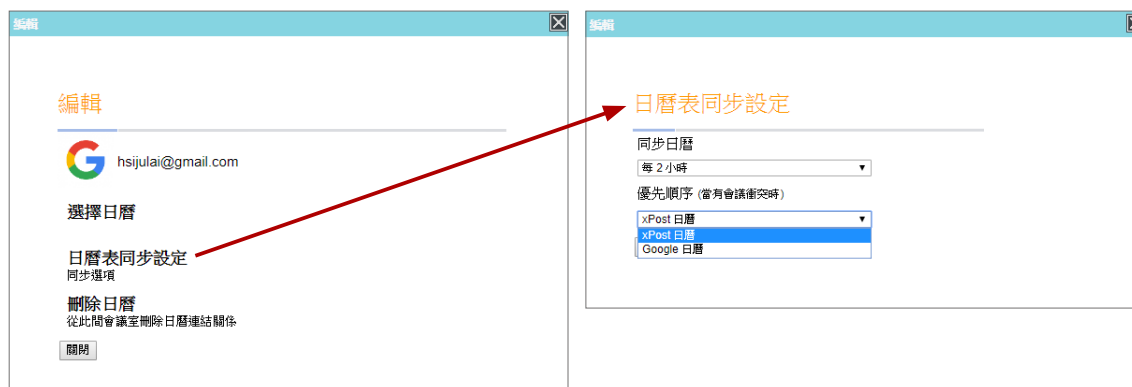 編輯
編輯
hsijulai@gmail.com
選擇日曆
日曆表同步設定
同步選項
刪除日曆
從此間會議室刪除日曆連結關係
關閉
編輯
日曆表同步設定
同步日曆
每 2 小時
優先順序 (當有會議衝突時)
xPost 日曆
xPost 日曆
Google 日曆